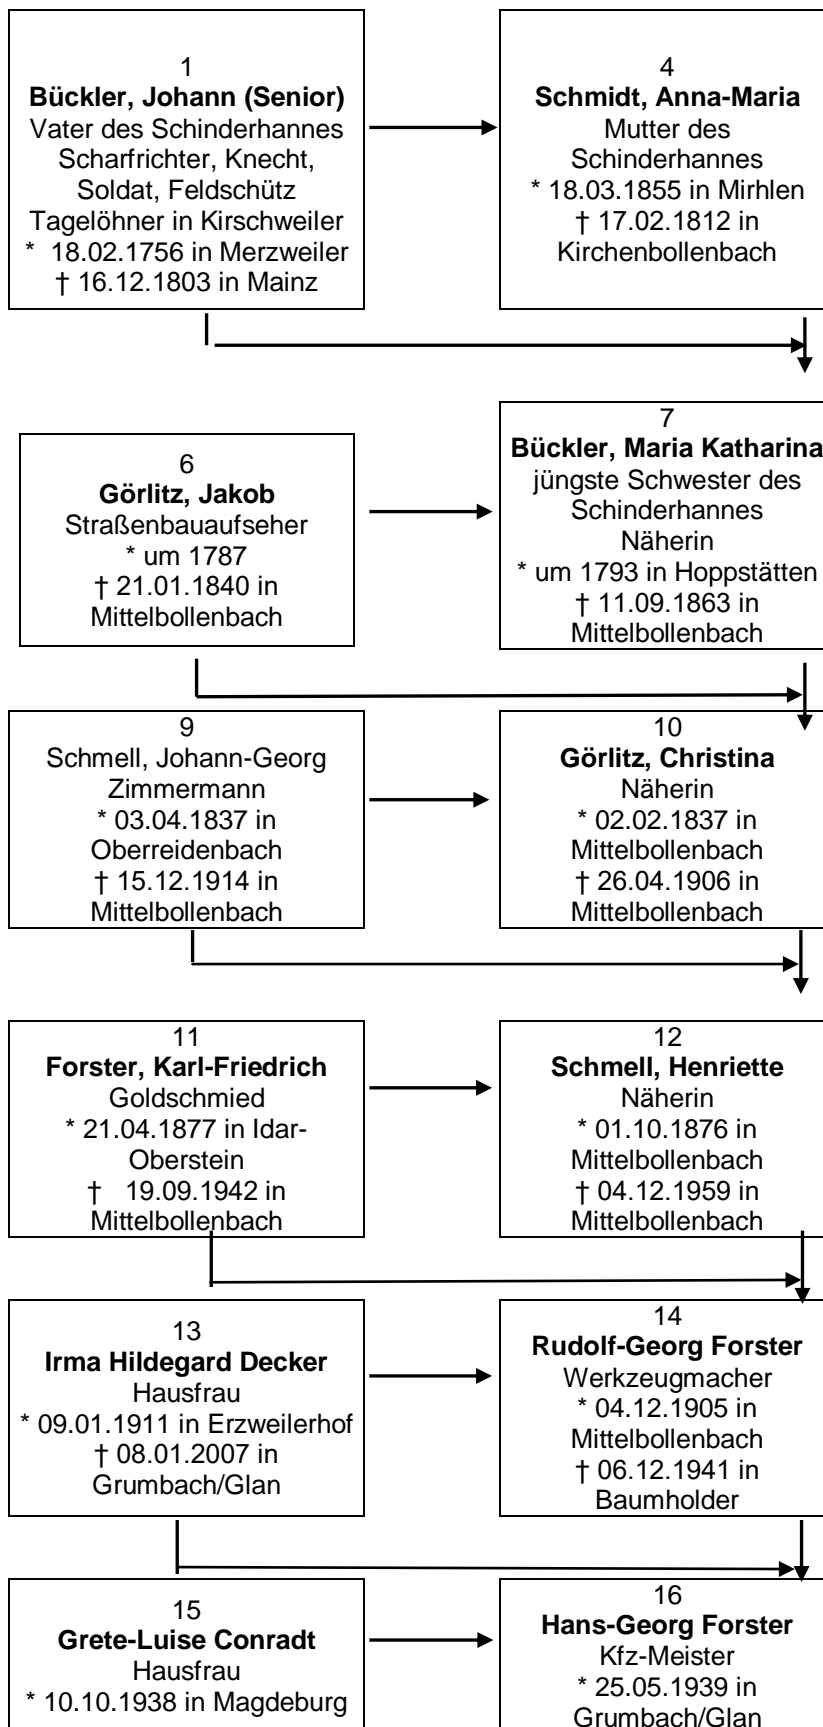 1
Bückler, Johann (Senior)
Vater des Schinderhannes
Scharfrichter, Knecht,
Soldat, Feldschütz
Tagelöhner in Kirschweiler
* 18.02.1756 in Merzweiler
† 16.12.1803 in Mainz
4
Schmidt, Anna-Maria
Mutter des
Schinderhannes
* 18.03.1855 in Mirhlen
† 17.02.1812 in
Kirchenbollenbach
6
Görlitz, Jakob
Straßenbauaufseher
* um 1787
† 21.01.1840 in
Mittelbollenbach
7
Bückler, Maria Katharina
jüngste Schwester des
Schinderhannes
Näherin
* um 1793 in Hoppstätten
† 11.09.1863 in
Mittelbollenbach
9
Schmell, Johann-Georg
Zimmermann
* 03.04.1837 in
Oberreidenbach
† 15.12.1914 in
Mittelbollenbach
10
Görlitz, Christina
Näherin
* 02.02.1837 in
Mittelbollenbach
† 26.04.1906 in
Mittelbollenbach
11
Forster, Karl-Friedrich
Goldschmied
* 21.04.1877 in Idar-
Oberstein
† 19.09.1942 in
Mittelbollenbach
12
Schmell, Henriette
Näherin
* 01.10.1876 in
Mittelbollenbach
† 04.12.1959 in
Mittelbollenbach
13
Irma Hildegard Decker
Hausfrau
* 09.01.1911 in Erzweilerhof
† 08.01.2007 in
Grumbach/Glan
14
Rudolf-Georg Forster
Werkzeugmacher
* 04.12.1905 in
Mittelbollenbach
† 06.12.1941 in
Baumholder
15
Grete-Luise Conradt
Hausfrau
* 10.10.1938 in Magdeburg
16
Hans-Georg Forster
Kfz-Meister
* 25.05.1939 in
Grumbach/Glan